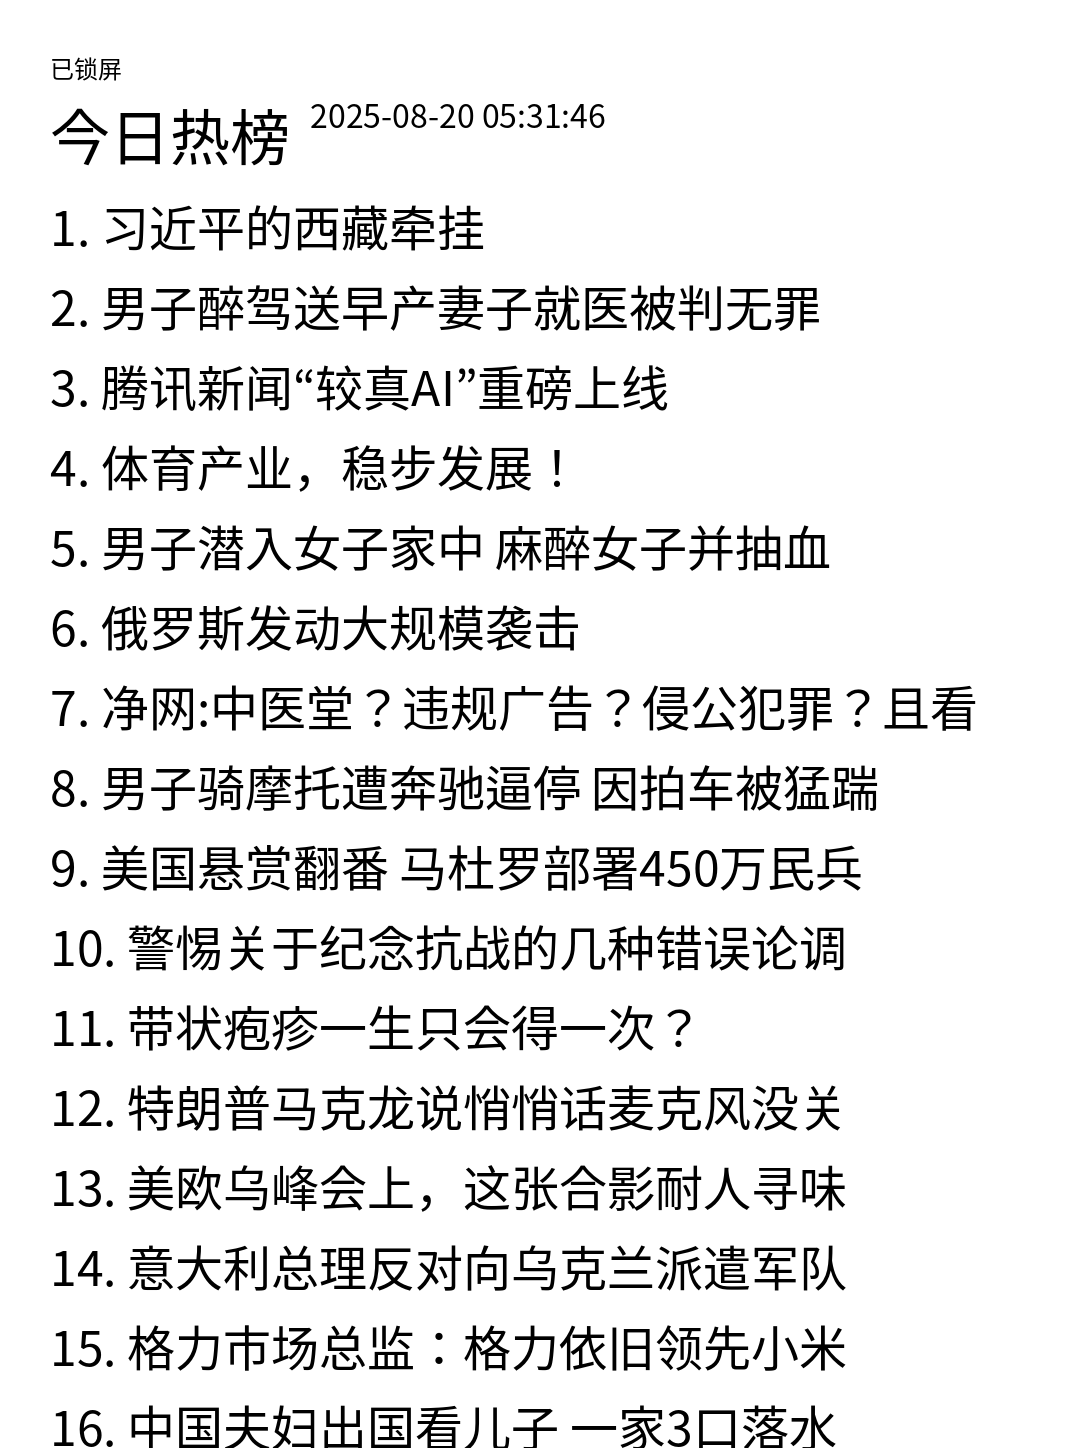 已锁屏
今日热榜 2025-08-20 05:31:46
1. 习近平的西藏牵挂
2. 男子醉驾送早产妻子就医被判无罪
3. 腾讯新闻“较真AI”重磅上线
4. 体育产业，稳步发展！
5. 男子潜入女子家中 麻醉女子并抽血
6. 俄罗斯发动大规模袭击
7. 净网:中医堂？违规广告？侵公犯罪？且看
8. 男子骑摩托遭奔驰逼停 因拍车被猛踹
9. 美国悬赏翻番 马杜罗部署450万民兵
10. 警惕关于纪念抗战的几种错误论调
11. 带状疱疹一生只会得一次？
12. 特朗普马克龙说悄悄话麦克风没关
13. 美欧乌峰会上，这张合影耐人寻味
14. 意大利总理反对向乌克兰派遣军队
15. 格力市场总监：格力依旧领先小米
16. 中国夫妇出国看儿子 一家3口落水